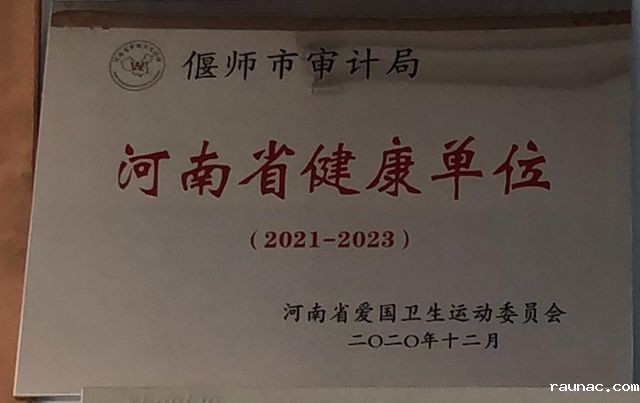 偃师市审计局
河南省健康单位
(2021-2023)
河南省爱国卫生运动委员会
二〇二〇年十二月
raunac.com